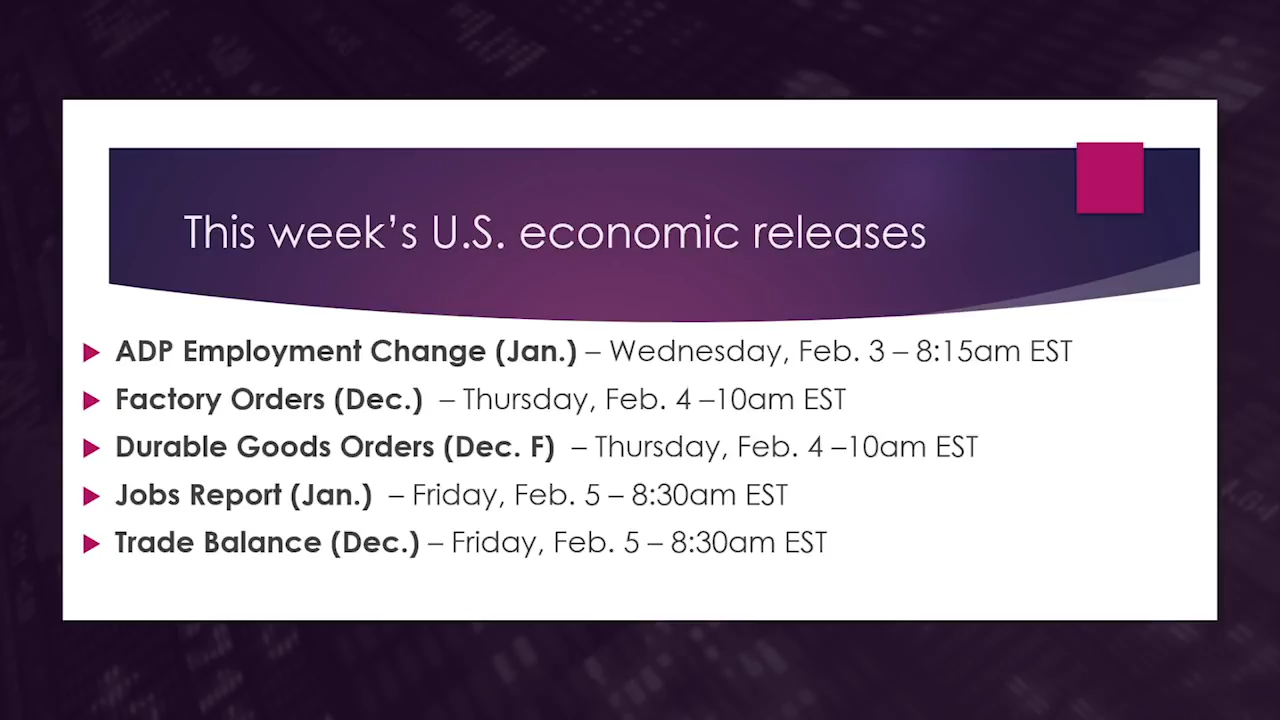 This week’s U.S. economic releases
ADP Employment Change (Jan.) – Wednesday, Feb. 3 – 8:15am EST
Factory Orders (Dec.) – Thursday, Feb. 4 –10am EST
Durable Goods Orders (Dec. F) – Thursday, Feb. 4 –10am EST
Jobs Report (Jan.) – Friday, Feb. 5 – 8:30am EST
Trade Balance (Dec.) – Friday, Feb. 5 – 8:30am EST